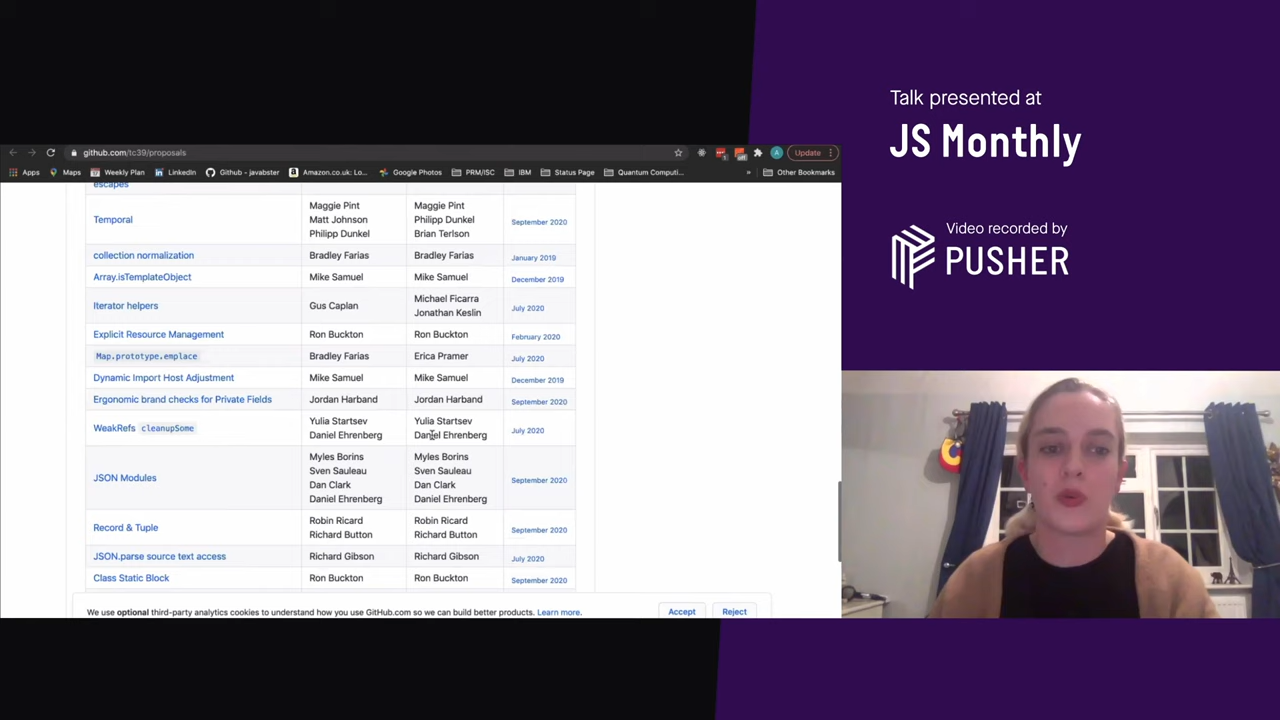 Talk presented at
JS Monthly
Video recorded by
PUSHER
github.com/tc39/proposals
Update
Apps Maps Weekly Plan LinkedIn Github - javabster Amazon.co.uk: Lo... Google Photos PRM/ISC IBM Status Page Quantum Computi... » Other Bookmarks
escapes
Temporal
Maggie Pint
Matt Johnson
Philipp Dunkel
Maggie Pint
Philipp Dunkel
Brian Terlson
September 2020
collection normalization Bradley Farias Bradley Farias January 2019
Array.isTemplateObject Mike Samuel Mike Samuel December 2019
Iterator helpers Gus Caplan
Michael Ficarra
Jonathan Keslin
July 2020
Explicit Resource Management Ron Buckton Ron Buckton February 2020
Map.prototype.emplace Bradley Farias Erica Pramer July 2020
Dynamic Import Host Adjustment Mike Samuel Mike Samuel December 2019
Ergonomic brand checks for Private Fields Jordan Harband Jordan Harband September 2020
WeakRefs cleanupSome
Yulia Startsev
Daniel Ehrenberg
Yulia Startsev
Daniel Ehrenberg
July 2020
JSON Modules
Myles Borins
Sven Sauleau
Dan Clark
Daniel Ehrenberg
Myles Borins
Sven Sauleau
Dan Clark
Daniel Ehrenberg
September 2020
Record & Tuple
Robin Ricard
Richard Button
Robin Ricard
Richard Button
September 2020
JSON.parse source text access Richard Gibson Richard Gibson July 2020
Class Static Block Ron Buckton Ron Buckton September 2020
We use optional third-party analytics cookies to understand how you use GitHub.com so we can build better products. Learn more.
Accept Reject